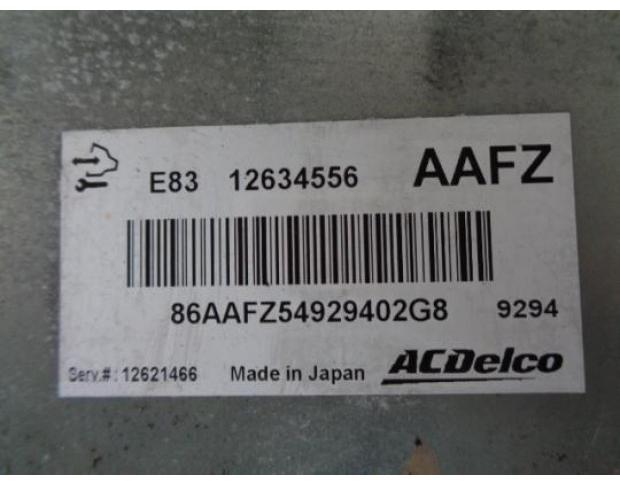 E83 12634556 AAFZ
86AAFZ54929402G8 9294
Serv.#: 12621466 Made in Japan ACDelco